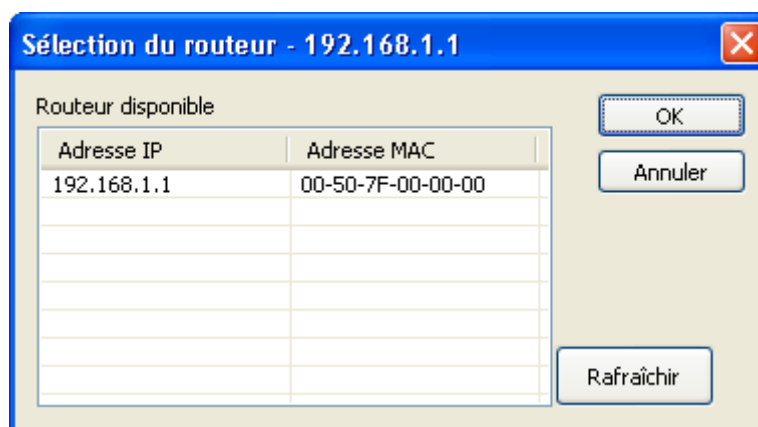 Sélection du routeur - 192.168.1.1
Routeur disponible
Adresse IP Adresse MAC
192.168.1.1 00-50-7F-00-00-00
OK
Annuler
Rafraîchir